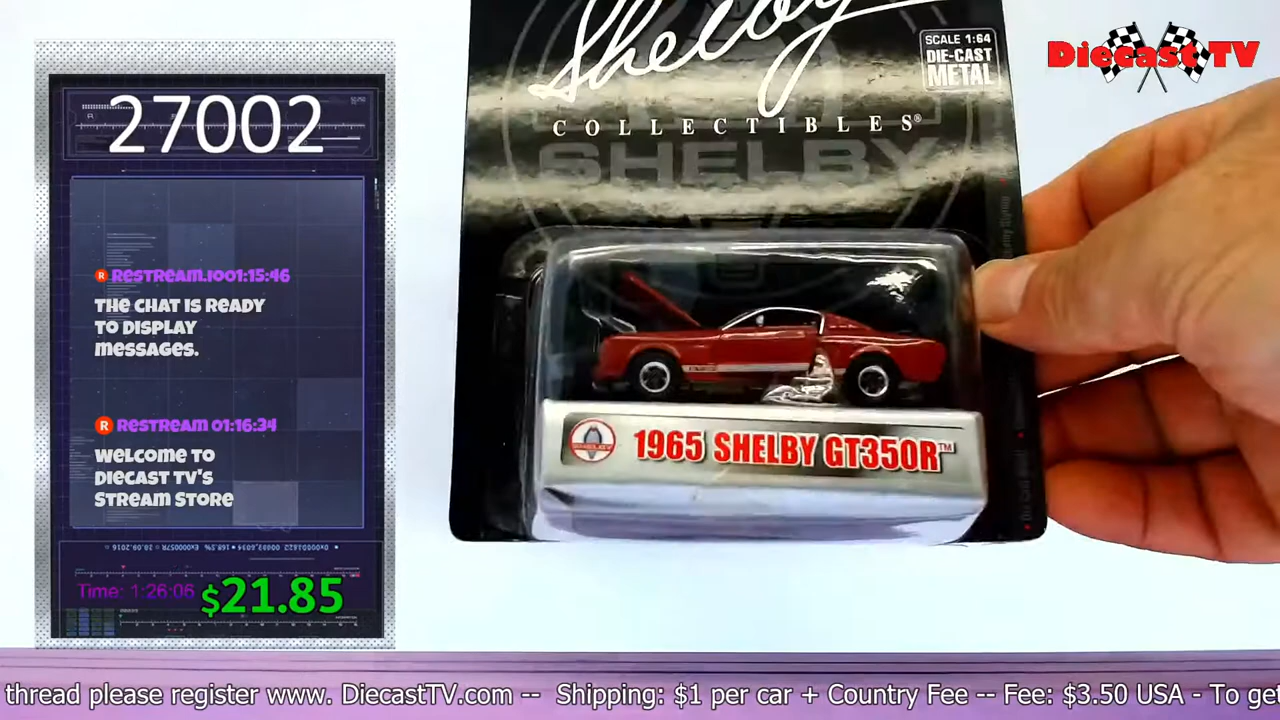 27002
Restream.io01:15:46
The chat is ready
to display
messages.
Restream 01:16:34
Welcome to
Diecast TV's
Stream Store
Time: 1:26:06
$21.85
Shelby
COLLECTIBLES®
SHELBY
SCALE 1:64
DIE-CAST
METAL
1965 SHELBY GT350R™
Diecast TV
thread please register www. DiecastTV.com -- Shipping: $1 per car + Country Fee -- Fee: $3.50 USA - To get